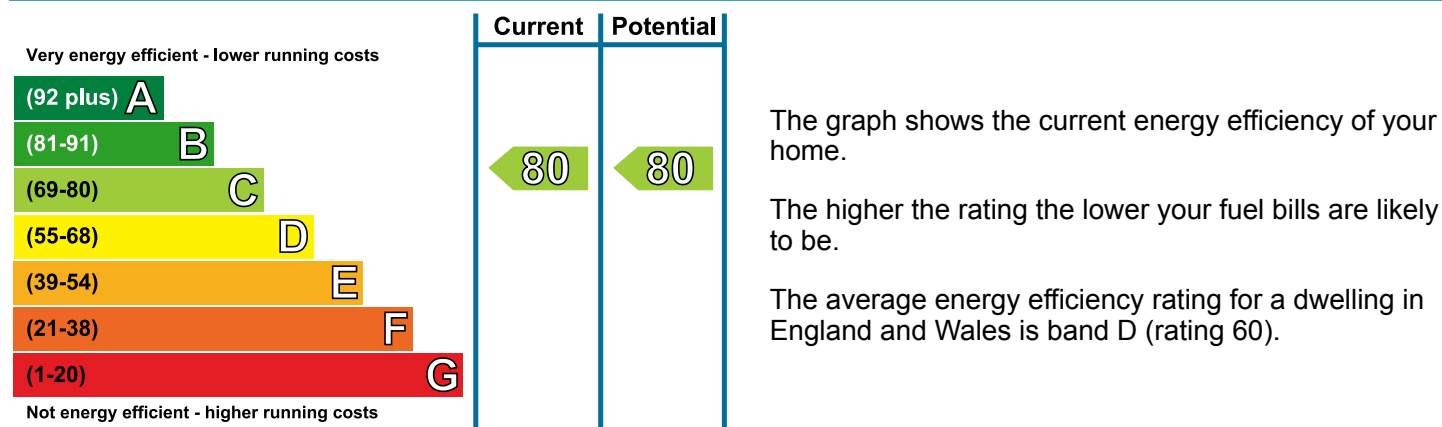 Current Potential
Very energy efficient - lower running costs
(92 plus) A
(81-91) B
(69-80) C
(55-68) D
(39-54) E
(21-38) F
(1-20) G
Not energy efficient - higher running costs
80 80
The graph shows the current energy efficiency of your
home.
The higher the rating the lower your fuel bills are likely
to be.
The average energy efficiency rating for a dwelling in
England and Wales is band D (rating 60).